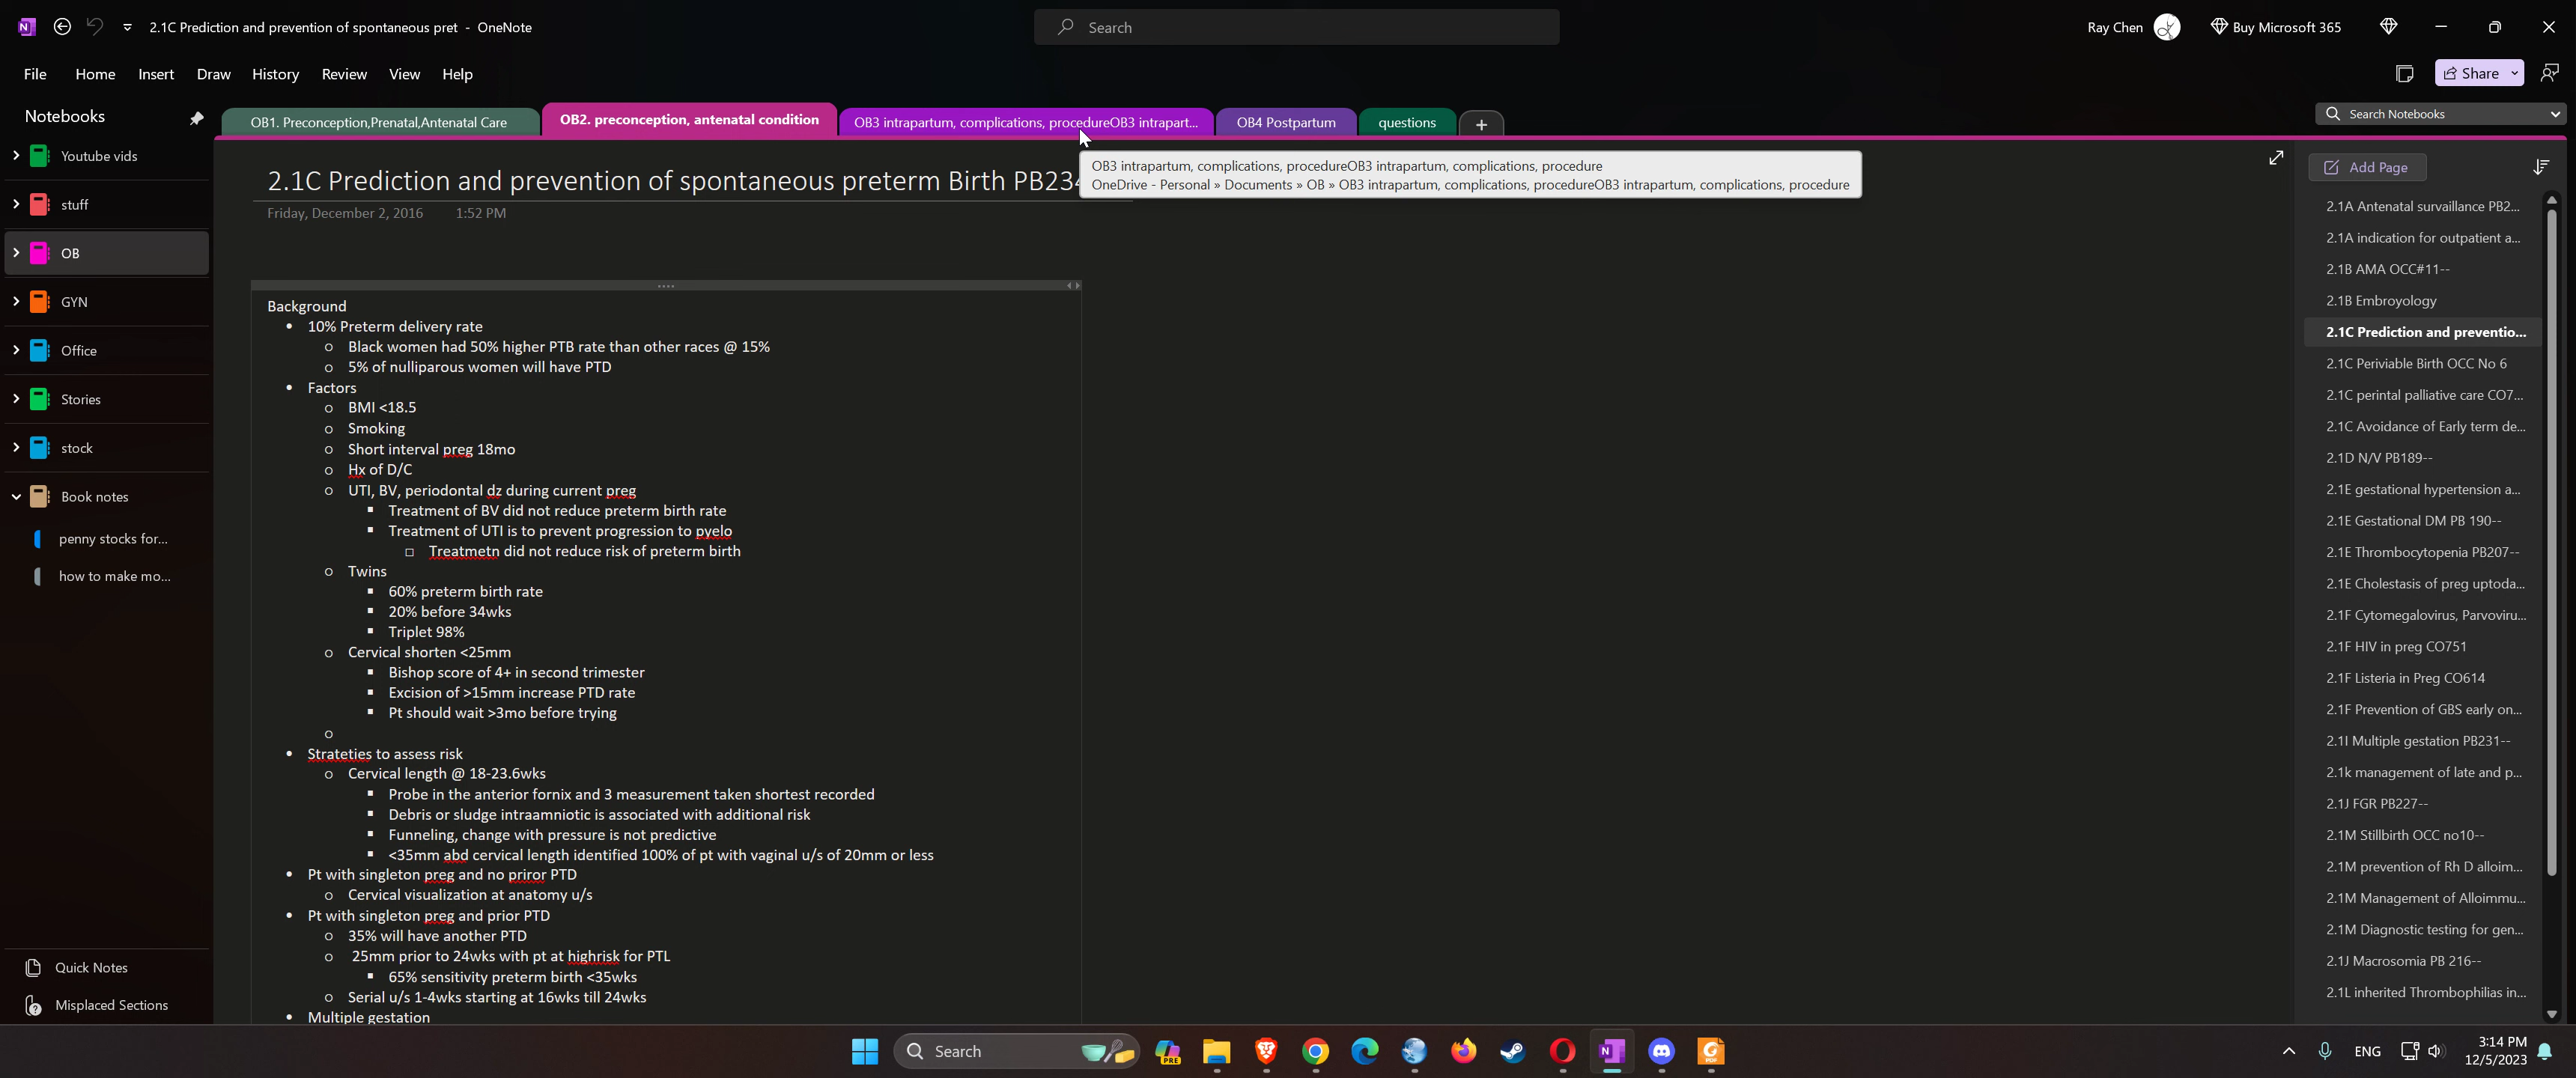 2.1C Prediction and prevention of spontaneous pret - OneNote
Search
Ray Chen
Buy Microsoft 365
File Home Insert Draw History Review View Help
Share
Notebooks
OB1. Preconception,Prenatal,Antenatal Care
OB2. preconception, antenatal condition
OB3 intrapartum, complications, procedureOB3 intrapart...
OB4 Postpartum
questions
+
Search Notebooks
Youtube vids
stuff
OB
GYN
Office
Stories
stock
Book notes
penny stocks for...
how to make mo...
Quick Notes
Misplaced Sections
2.1C Prediction and prevention of spontaneous preterm Birth PB234
OB3 intrapartum, complications, procedureOB3 intrapartum, complications, procedure
OneDrive - Personal » Documents » OB » OB3 intrapartum, complications, procedureOB3 intrapartum, complications, procedure
Friday, December 2, 2016 1:52 PM
Background
• 10% Preterm delivery rate
o Black women had 50% higher PTB rate than other races @ 15%
o 5% of nulliparous women will have PTD
• Factors
o BMI <18.5
o Smoking
o Short interval preg 18mo
o Hx of D/C
o UTI, BV, periodontal dz during current preg
▪ Treatment of BV did not reduce preterm birth rate
▪ Treatment of UTI is to prevent progression to pyelo
□ Treatmetn did not reduce risk of preterm birth
o Twins
▪ 60% preterm birth rate
▪ 20% before 34wks
▪ Triplet 98%
o Cervical shorten <25mm
▪ Bishop score of 4+ in second trimester
▪ Excision of >15mm increase PTD rate
▪ Pt should wait >3mo before trying
o
• Strateties to assess risk
o Cervical length @ 18-23.6wks
▪ Probe in the anterior fornix and 3 measurement taken shortest recorded
▪ Debris or sludge intraamniotic is associated with additional risk
▪ Funneling, change with pressure is not predictive
▪ <35mm abd cervical length identified 100% of pt with vaginal u/s of 20mm or less
• Pt with singleton preg and no priror PTD
o Cervical visualization at anatomy u/s
• Pt with singleton preg and prior PTD
o 35% will have another PTD
o 25mm prior to 24wks with pt at highrisk for PTL
▪ 65% sensitivity preterm birth <35wks
o Serial u/s 1-4wks starting at 16wks till 24wks
• Multiple gestation
Add Page
2.1A Antenatal survaillance PB2...
2.1A indication for outpatient a...
2.1B AMA OCC#11--
2.1B Embroyology
2.1C Prediction and preventio...
2.1C Periviable Birth OCC No 6
2.1C perintal palliative care CO7...
2.1C Avoidance of Early term de...
2.1D N/V PB189--
2.1E gestational hypertension a...
2.1E Gestational DM PB 190--
2.1E Thrombocytopenia PB207--
2.1E Cholestasis of preg uptoda...
2.1F Cytomegalovirus, Parvoviru...
2.1F HIV in preg CO751
2.1F Listeria in Preg CO614
2.1F Prevention of GBS early on...
2.1I Multiple gestation PB231--
2.1k management of late and p...
2.1J FGR PB227--
2.1M Stillbirth OCC no10--
2.1M prevention of Rh D alloim...
2.1M Management of Alloimmu...
2.1M Diagnostic testing for gen...
2.1J Macrosomia PB 216--
2.1L inherited Thrombophilias in...
Search
PRE
PDF
ENG
3:14 PM
12/5/2023